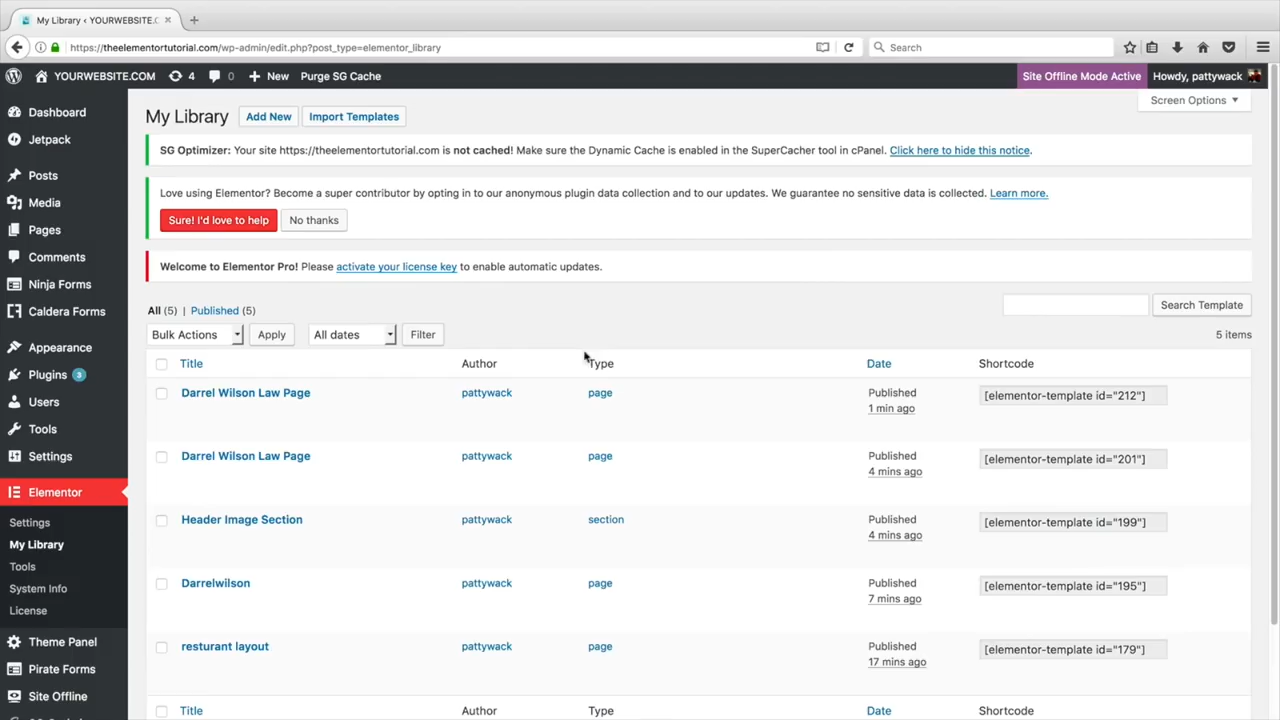 My Library ‹ YOURWEBSITE.C
https://theelementortutorial.com/wp-admin/edit.php?post_type=elementor_library
Search
YOURWEBSITE.COM 4 0 New Purge SG Cache Site Offline Mode Active Howdy, pattywack
Screen Options
Dashboard
Jetpack
Posts
Media
Pages
Comments
Ninja Forms
Caldera Forms
Appearance
Plugins 3
Users
Tools
Settings
Elementor
Settings
My Library
Tools
System Info
License
Theme Panel
Pirate Forms
Site Offline
My Library Add New Import Templates
SG Optimizer: Your site https://theelementortutorial.com is not cached! Make sure the Dynamic Cache is enabled in the SuperCacher tool in cPanel. Click here to hide this notice.
Love using Elementor? Become a super contributor by opting in to our anonymous plugin data collection and to our updates. We guarantee no sensitive data is collected. Learn more.
Sure! I'd love to help No thanks
Welcome to Elementor Pro! Please activate your license key to enable automatic updates.
All (5) | Published (5)
Search Template
Bulk Actions Apply All dates Filter
5 items
Title Author Type Date Shortcode
Darrel Wilson Law Page pattywack page Published [elementor-template id="212"]
1 min ago
Darrel Wilson Law Page pattywack page Published [elementor-template id="201"]
4 mins ago
Header Image Section pattywack section Published [elementor-template id="199"]
4 mins ago
Darrelwilson pattywack page Published [elementor-template id="195"]
7 mins ago
resturant layout pattywack page Published [elementor-template id="179"]
17 mins ago
Title Author Type Date Shortcode